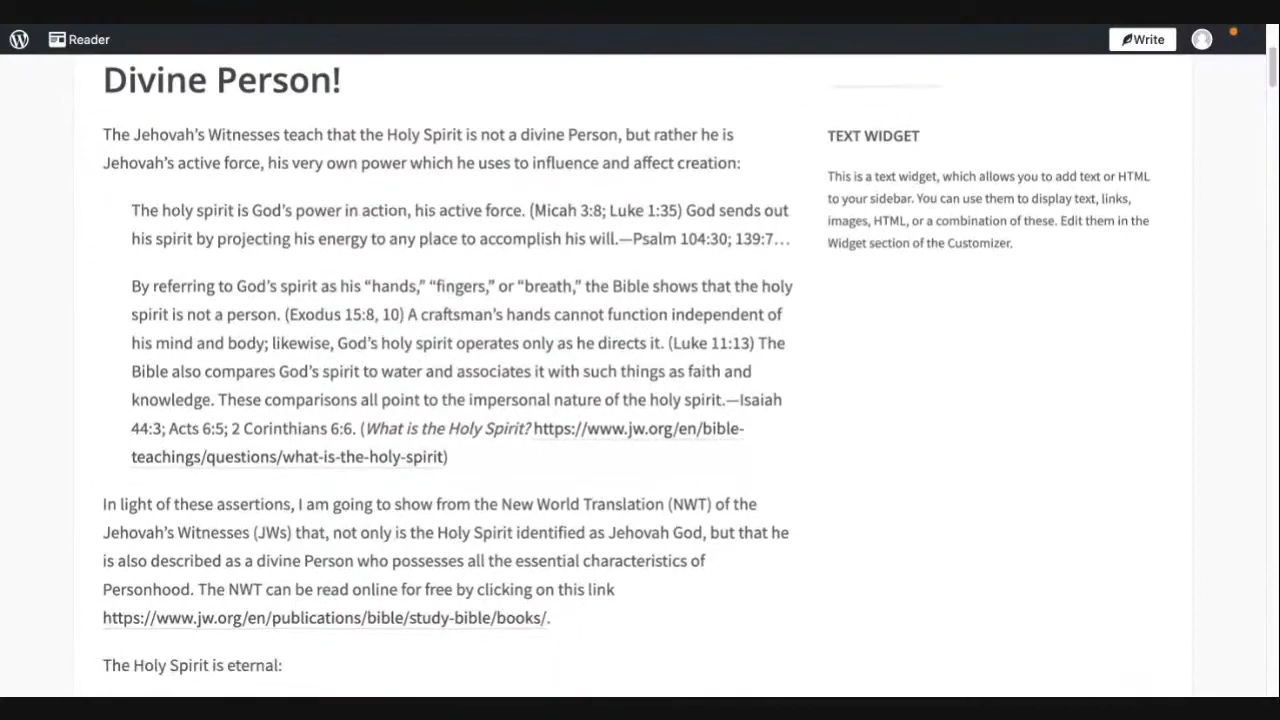 Reader
Write
Divine Person!
The Jehovah's Witnesses teach that the Holy Spirit is not a divine Person, but rather he is
Jehovah's active force, his very own power which he uses to influence and affect creation:
The holy spirit is God's power in action, his active force. (Micah 3:8; Luke 1:35) God sends out
his spirit by projecting his energy to any place to accomplish his will.—Psalm 104:30; 139:7…
By referring to God's spirit as his “hands,” “fingers,” or “breath,” the Bible shows that the holy
spirit is not a person. (Exodus 15:8, 10) A craftsman's hands cannot function independent of
his mind and body; likewise, God's holy spirit operates only as he directs it. (Luke 11:13) The
Bible also compares God's spirit to water and associates it with such things as faith and
knowledge. These comparisons all point to the impersonal nature of the holy spirit.—Isaiah
44:3; Acts 6:5; 2 Corinthians 6:6. (What is the Holy Spirit? https://www.jw.org/en/bible-
teachings/questions/what-is-the-holy-spirit)
In light of these assertions, I am going to show from the New World Translation (NWT) of the
Jehovah's Witnesses (JWs) that, not only is the Holy Spirit identified as Jehovah God, but that he
is also described as a divine Person who possesses all the essential characteristics of
Personhood. The NWT can be read online for free by clicking on this link
https://www.jw.org/en/publications/bible/study-bible/books/.
The Holy Spirit is eternal:
TEXT WIDGET
This is a text widget, which allows you to add text or HTML
to your sidebar. You can use them to display text, links,
images, HTML, or a combination of these. Edit them in the
Widget section of the Customizer.